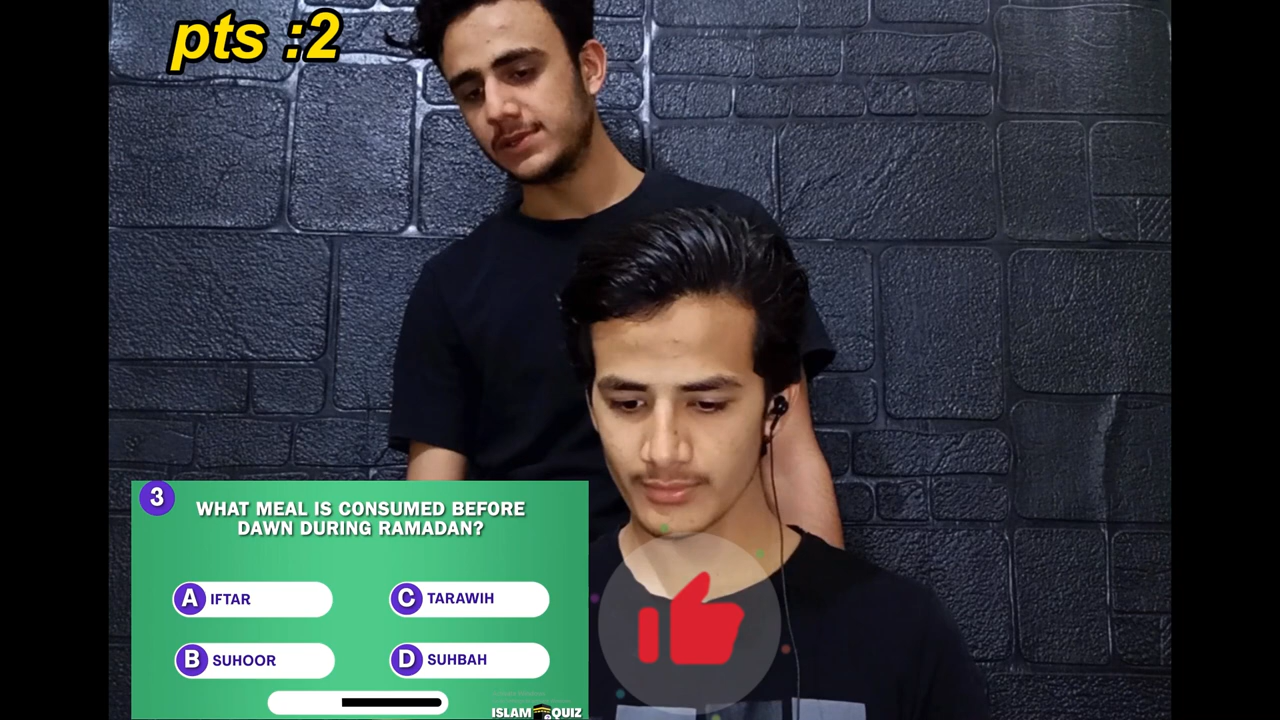 pts :2
3
WHAT MEAL IS CONSUMED BEFORE
DAWN DURING RAMADAN?
A IFTAR
C TARAWIH
B SUHOOR
D SUHBAH
ISLAM QUIZ